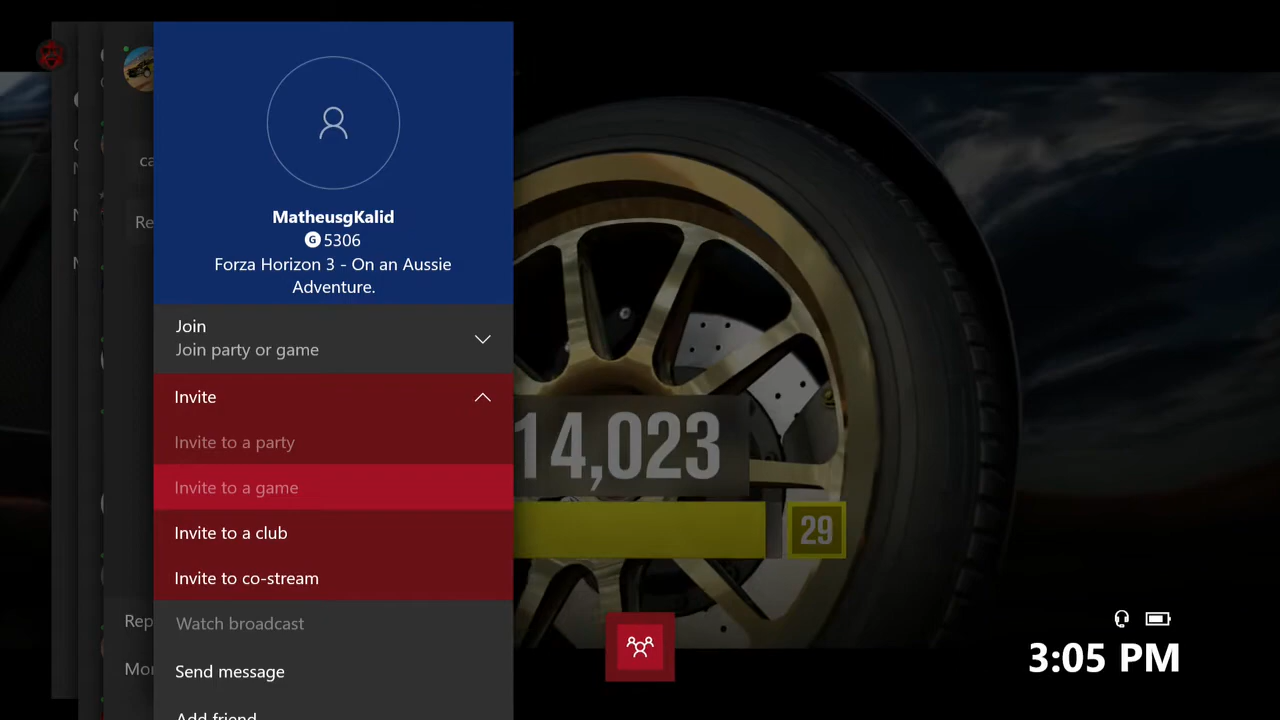 MatheusgKalid
G 5306
Forza Horizon 3 - On an Aussie
Adventure.
Join
Join party or game
Invite
Invite to a party
Invite to a game
Invite to a club
Invite to co-stream
Watch broadcast
Send message
Add friend
14,023
29
3:05 PM